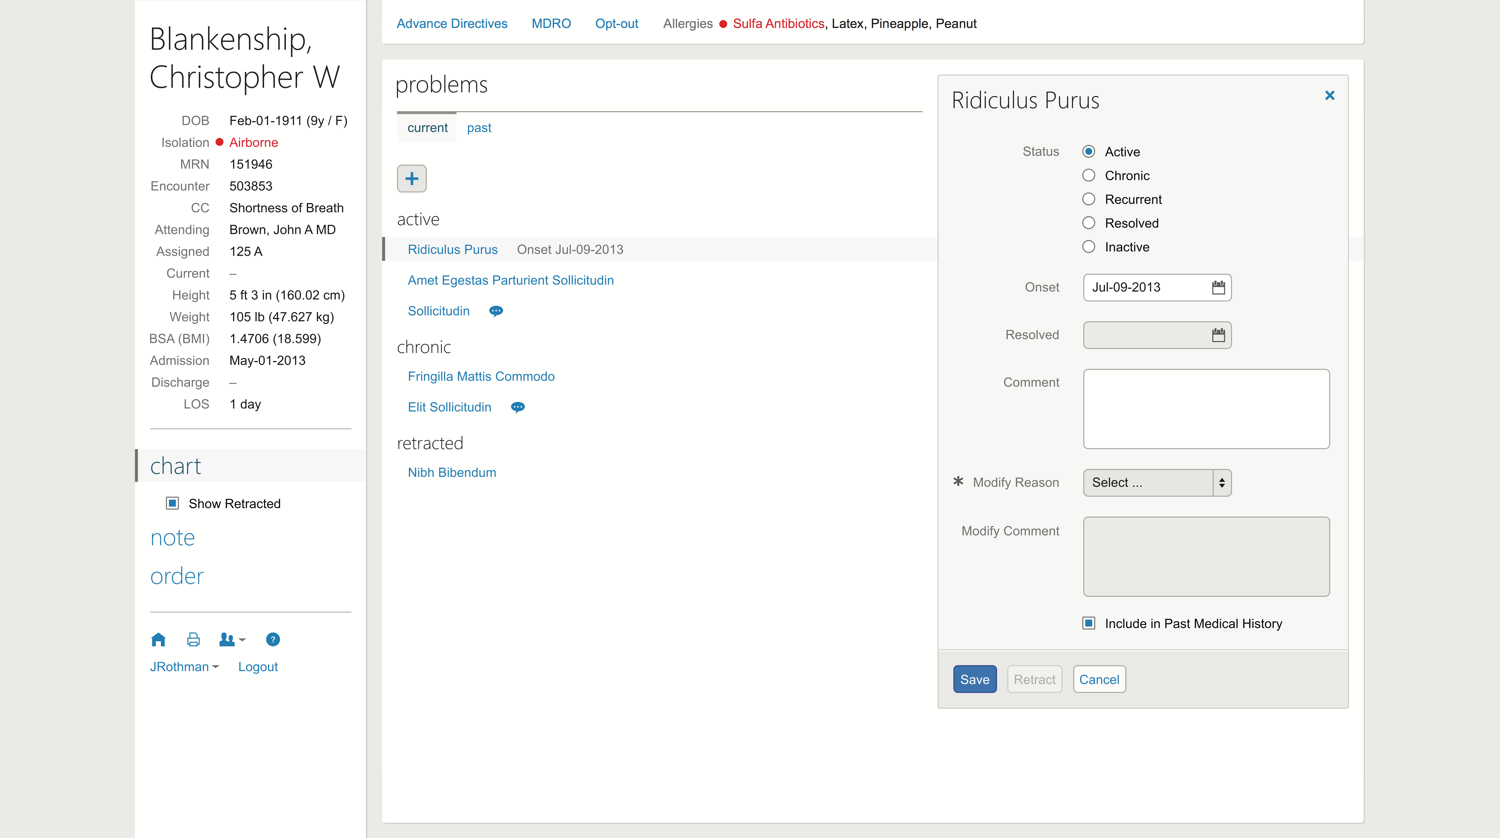 Blankenship,
Christopher W
DOB Feb-01-1911 (9y / F)
Isolation Airborne
MRN 151946
Encounter 503853
CC Shortness of Breath
Attending Brown, John A MD
Assigned 125 A
Current –
Height 5 ft 3 in (160.02 cm)
Weight 105 lb (47.627 kg)
BSA (BMI) 1.4706 (18.599)
Admission May-01-2013
Discharge –
LOS 1 day
chart
Show Retracted
note
order
?
JRothman Logout
Advance Directives MDRO Opt-out Allergies Sulfa Antibiotics, Latex, Pineapple, Peanut
problems
current past
+
active
Ridiculus Purus Onset Jul-09-2013
Amet Egestas Parturient Sollicitudin
Sollicitudin
chronic
Fringilla Mattis Commodo
Elit Sollicitudin
retracted
Nibh Bibendum
Ridiculus Purus ×
Status Active
Chronic
Recurrent
Resolved
Inactive
Onset Jul-09-2013
Resolved
Comment
* Modify Reason Select ...
Modify Comment
Include in Past Medical History
Save Retract Cancel